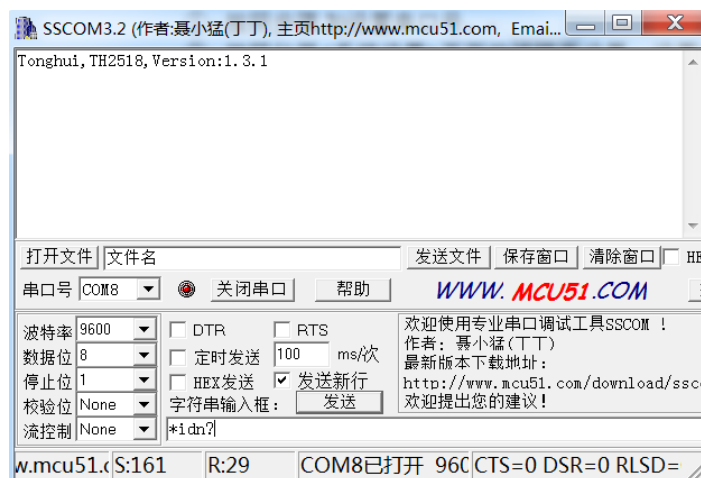 SSCOM3.2 (作者:聂小猛(丁丁), 主页http://www.mcu51.com, Emai...
Tonghui,TH2518,Version:1.3.1
打开文件 文件名 发送文件 保存窗口 清除窗口 HE
串口号 COM8 关闭串口 帮助 WWW.MCU51.COM
波特率 9600 DTR RTS
数据位 8 定时发送 100 ms/次
停止位 1 HEX发送 发送新行
校验位 None 字符串输入框: 发送
流控制 None *idn?
欢迎使用专业串口调试工具SSCOM !
作者: 聂小猛(丁丁)
最新版本下载地址:
http://www.mcu51.com/download/ssc
欢迎提出您的建议!
w.mcu51.c S:161 R:29 COM8已打开 960 CTS=0 DSR=0 RLSD=